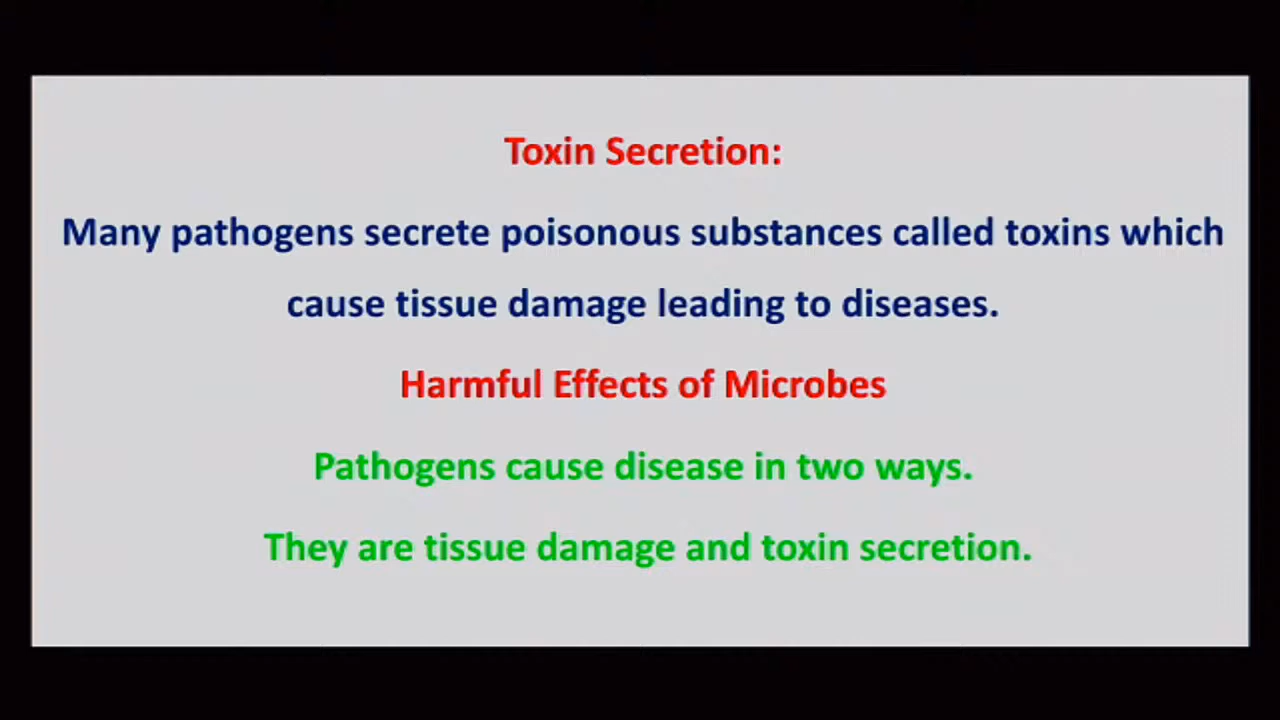 Toxin Secretion:
Many pathogens secrete poisonous substances called toxins which
cause tissue damage leading to diseases.
Harmful Effects of Microbes
Pathogens cause disease in two ways.
They are tissue damage and toxin secretion.